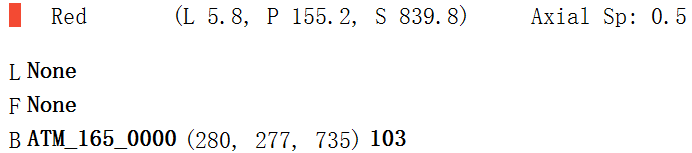 Red (L 5.8, P 155.2, S 839.8) Axial Sp: 0.5
L None
F None
B ATM_165_0000 (280, 277, 735) 103